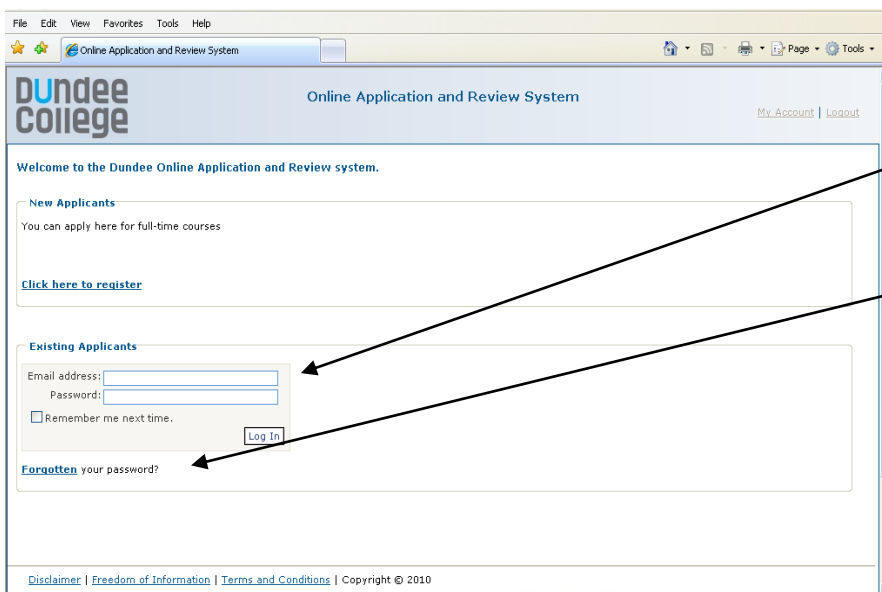 File Edit View Favorites Tools Help
Online Application and Review System
Page Tools
Dundee
College
Online Application and Review System
My Account | Logout
Welcome to the Dundee Online Application and Review system.
New Applicants
You can apply here for full-time courses
Click here to register
Existing Applicants
Email address:
Password:
Remember me next time.
Log In
Forgotten your password?
Disclaimer | Freedom of Information | Terms and Conditions | Copyright © 2010